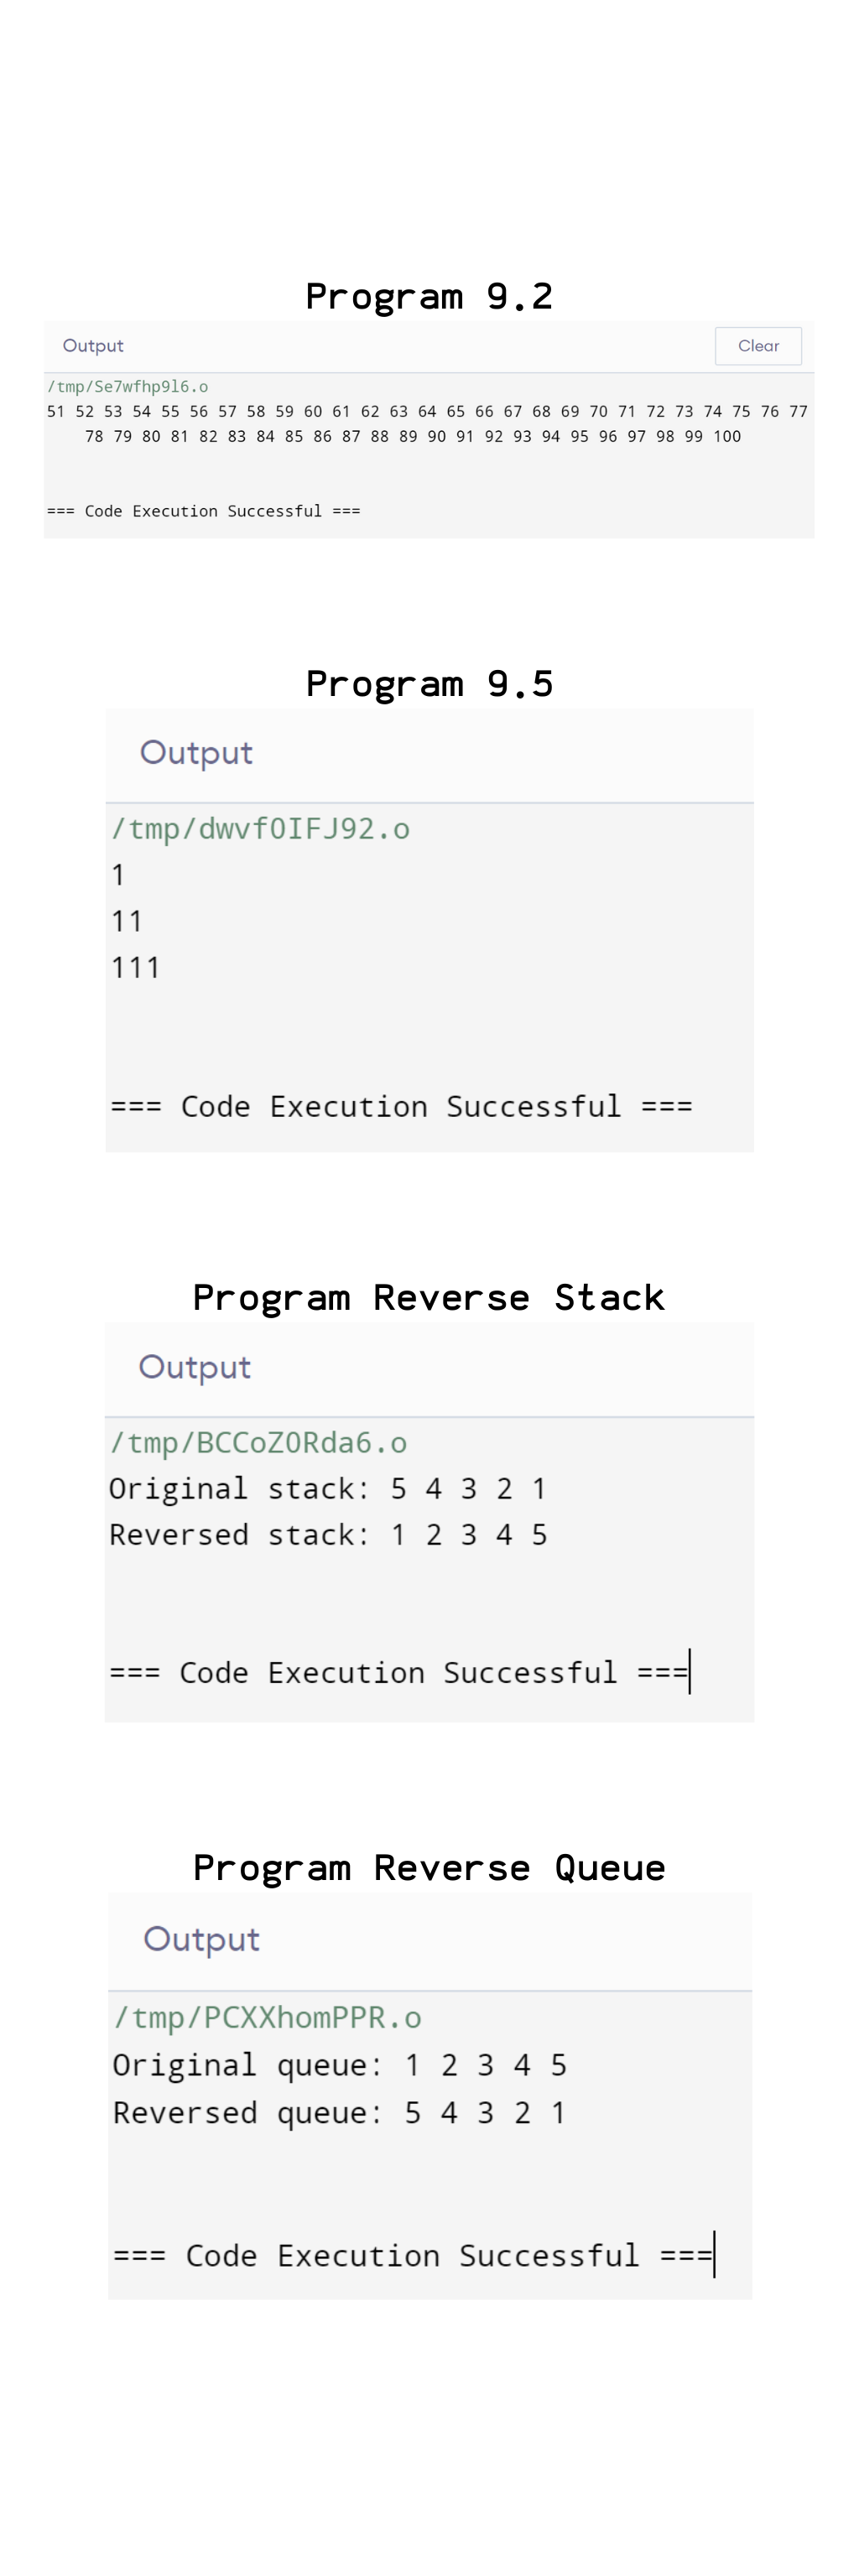 Program 9.2
Output Clear
/tmp/Se7wfhp9l6.o
51 52 53 54 55 56 57 58 59 60 61 62 63 64 65 66 67 68 69 70 71 72 73 74 75 76 77
78 79 80 81 82 83 84 85 86 87 88 89 90 91 92 93 94 95 96 97 98 99 100
=== Code Execution Successful ===
Program 9.5
Output
/tmp/dwvf0IFJ92.o
1
11
111
=== Code Execution Successful ===
Program Reverse Stack
Output
/tmp/BCCoZ0Rda6.o
Original stack: 5 4 3 2 1
Reversed stack: 1 2 3 4 5
=== Code Execution Successful ===
Program Reverse Queue
Output
/tmp/PCXXhomPPR.o
Original queue: 1 2 3 4 5
Reversed queue: 5 4 3 2 1
=== Code Execution Successful ===